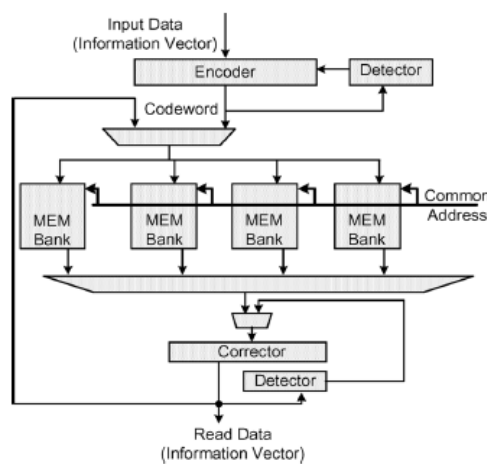 Input Data
(Information Vector)
Encoder
Detector
Codeword
MEM
Bank
MEM
Bank
MEM
Bank
MEM
Bank
Common
Address
Corrector
Detector
Read Data
(Information Vector)